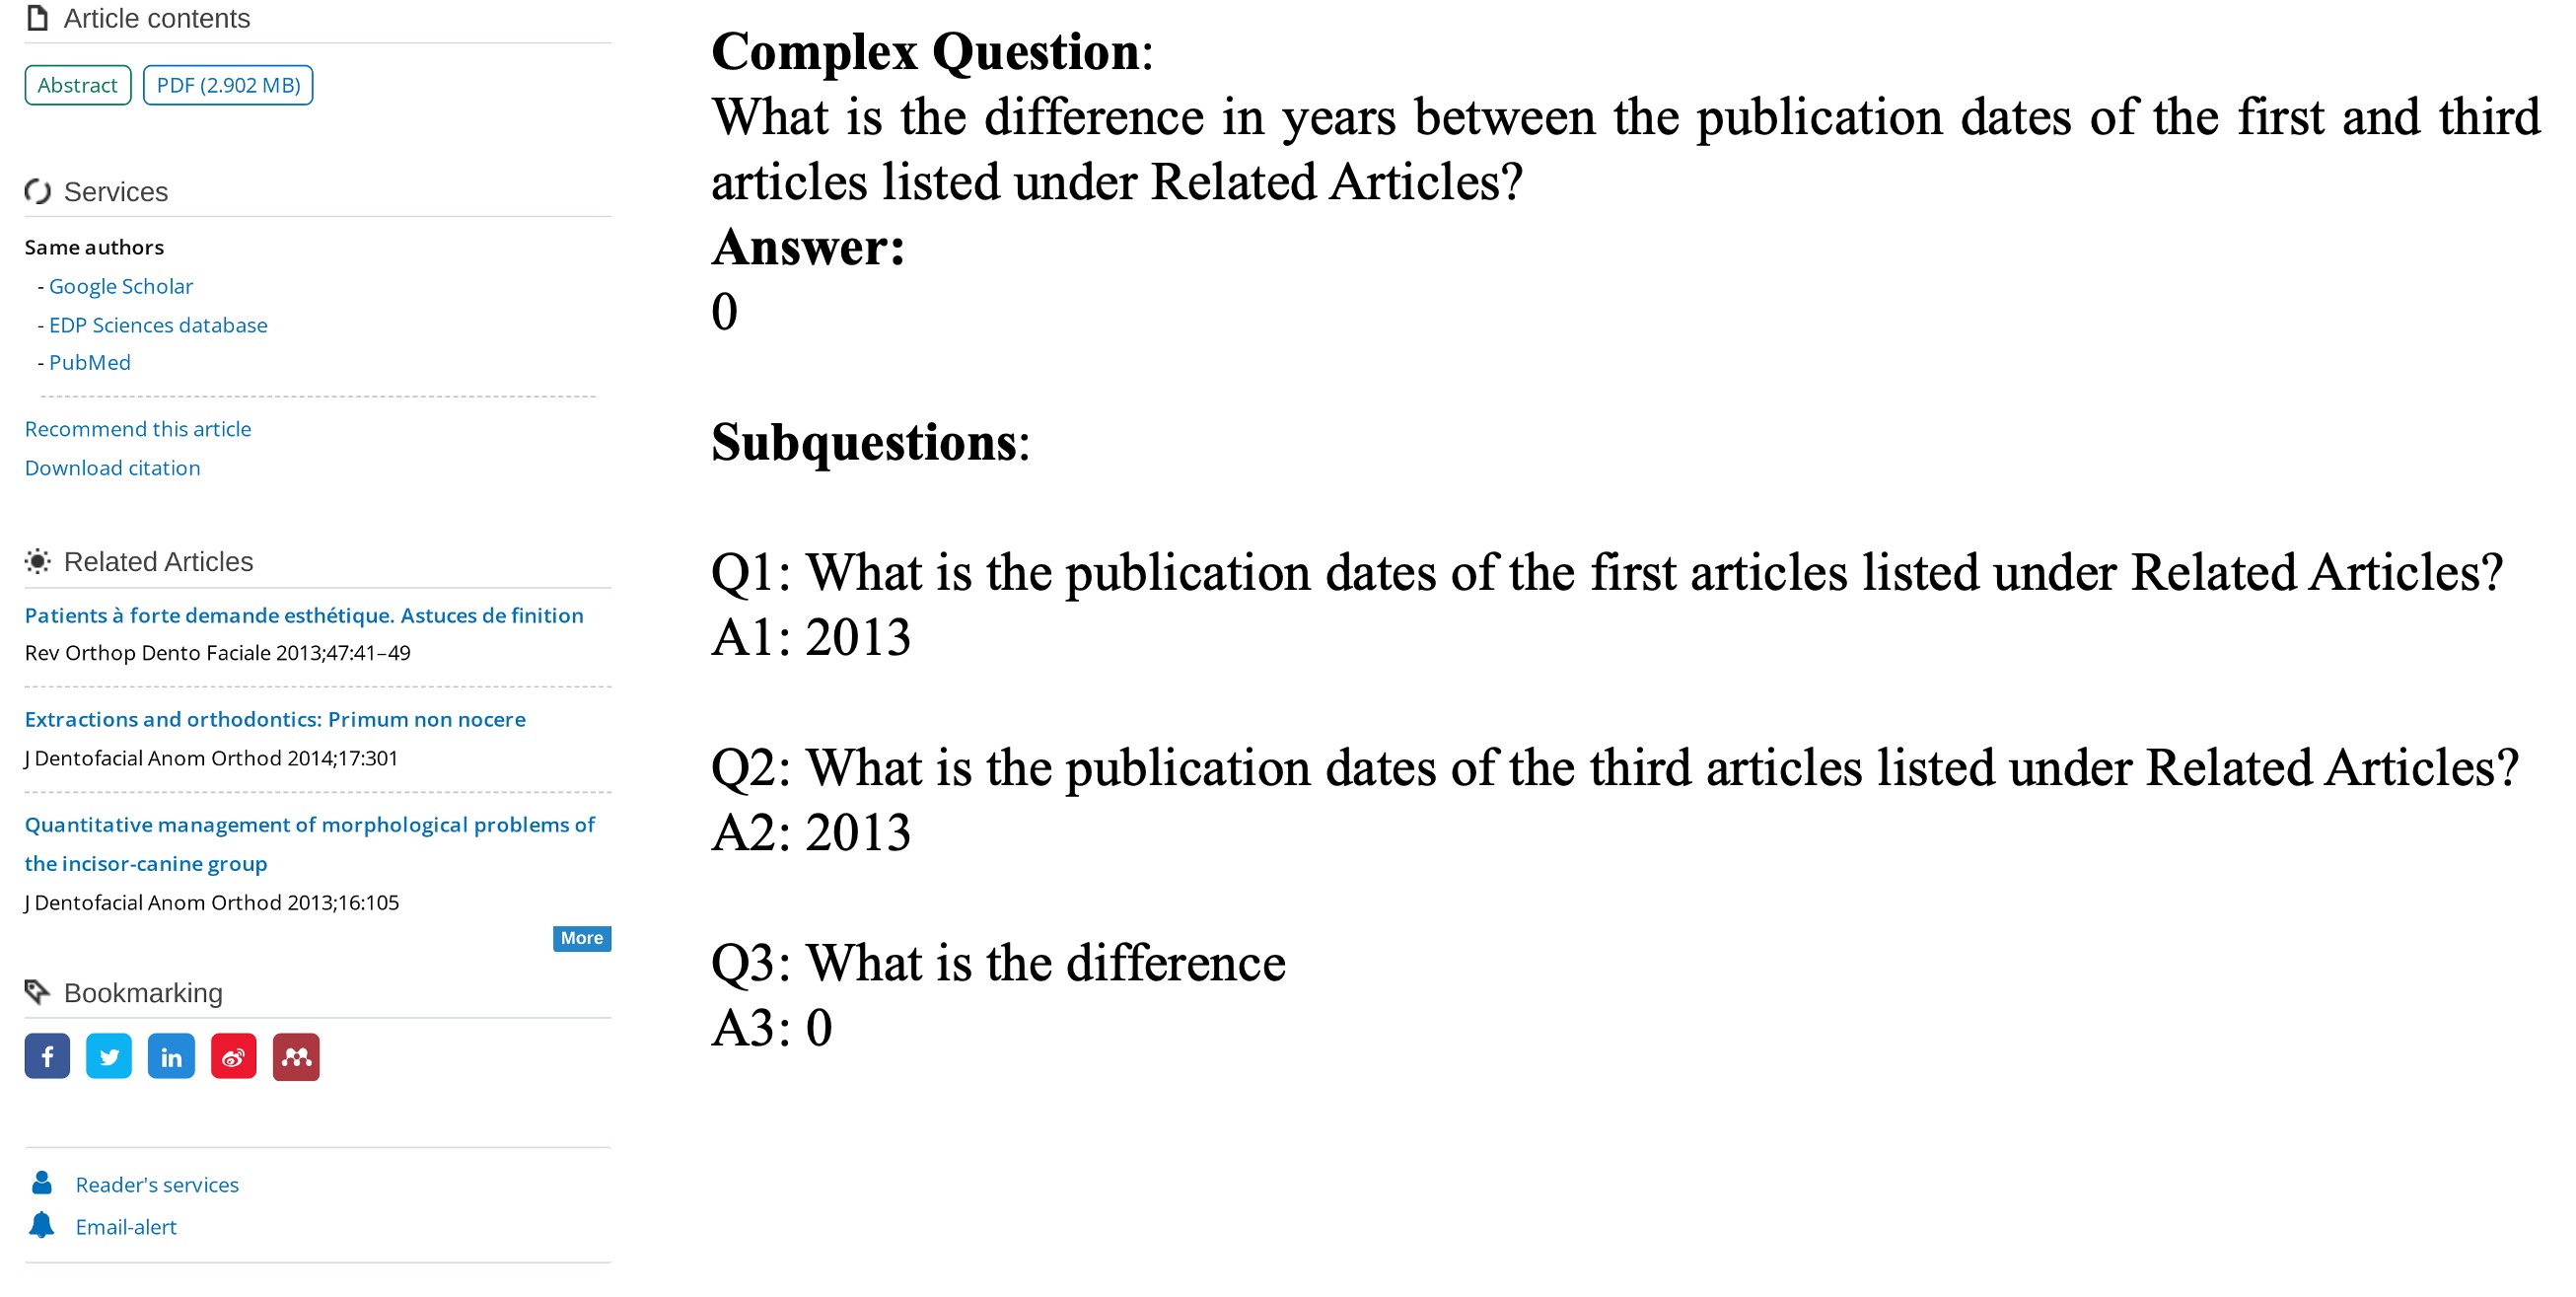 Article contents
Abstract PDF (2.902 MB)
Services
Same authors
- Google Scholar
- EDP Sciences database
- PubMed
Recommend this article
Download citation
Related Articles
Patients à forte demande esthétique. Astuces de finition
Rev Orthop Dento Faciale 2013;47:41–49
Extractions and orthodontics: Primum non nocere
J Dentofacial Anom Orthod 2014;17:301
Quantitative management of morphological problems of
the incisor-canine group
J Dentofacial Anom Orthod 2013;16:105
More
Bookmarking
Reader's services
Email-alert
Complex Question:
What is the difference in years between the publication dates of the first and third
articles listed under Related Articles?
Answer:
0
Subquestions:
Q1: What is the publication dates of the first articles listed under Related Articles?
A1: 2013
Q2: What is the publication dates of the third articles listed under Related Articles?
A2: 2013
Q3: What is the difference
A3: 0